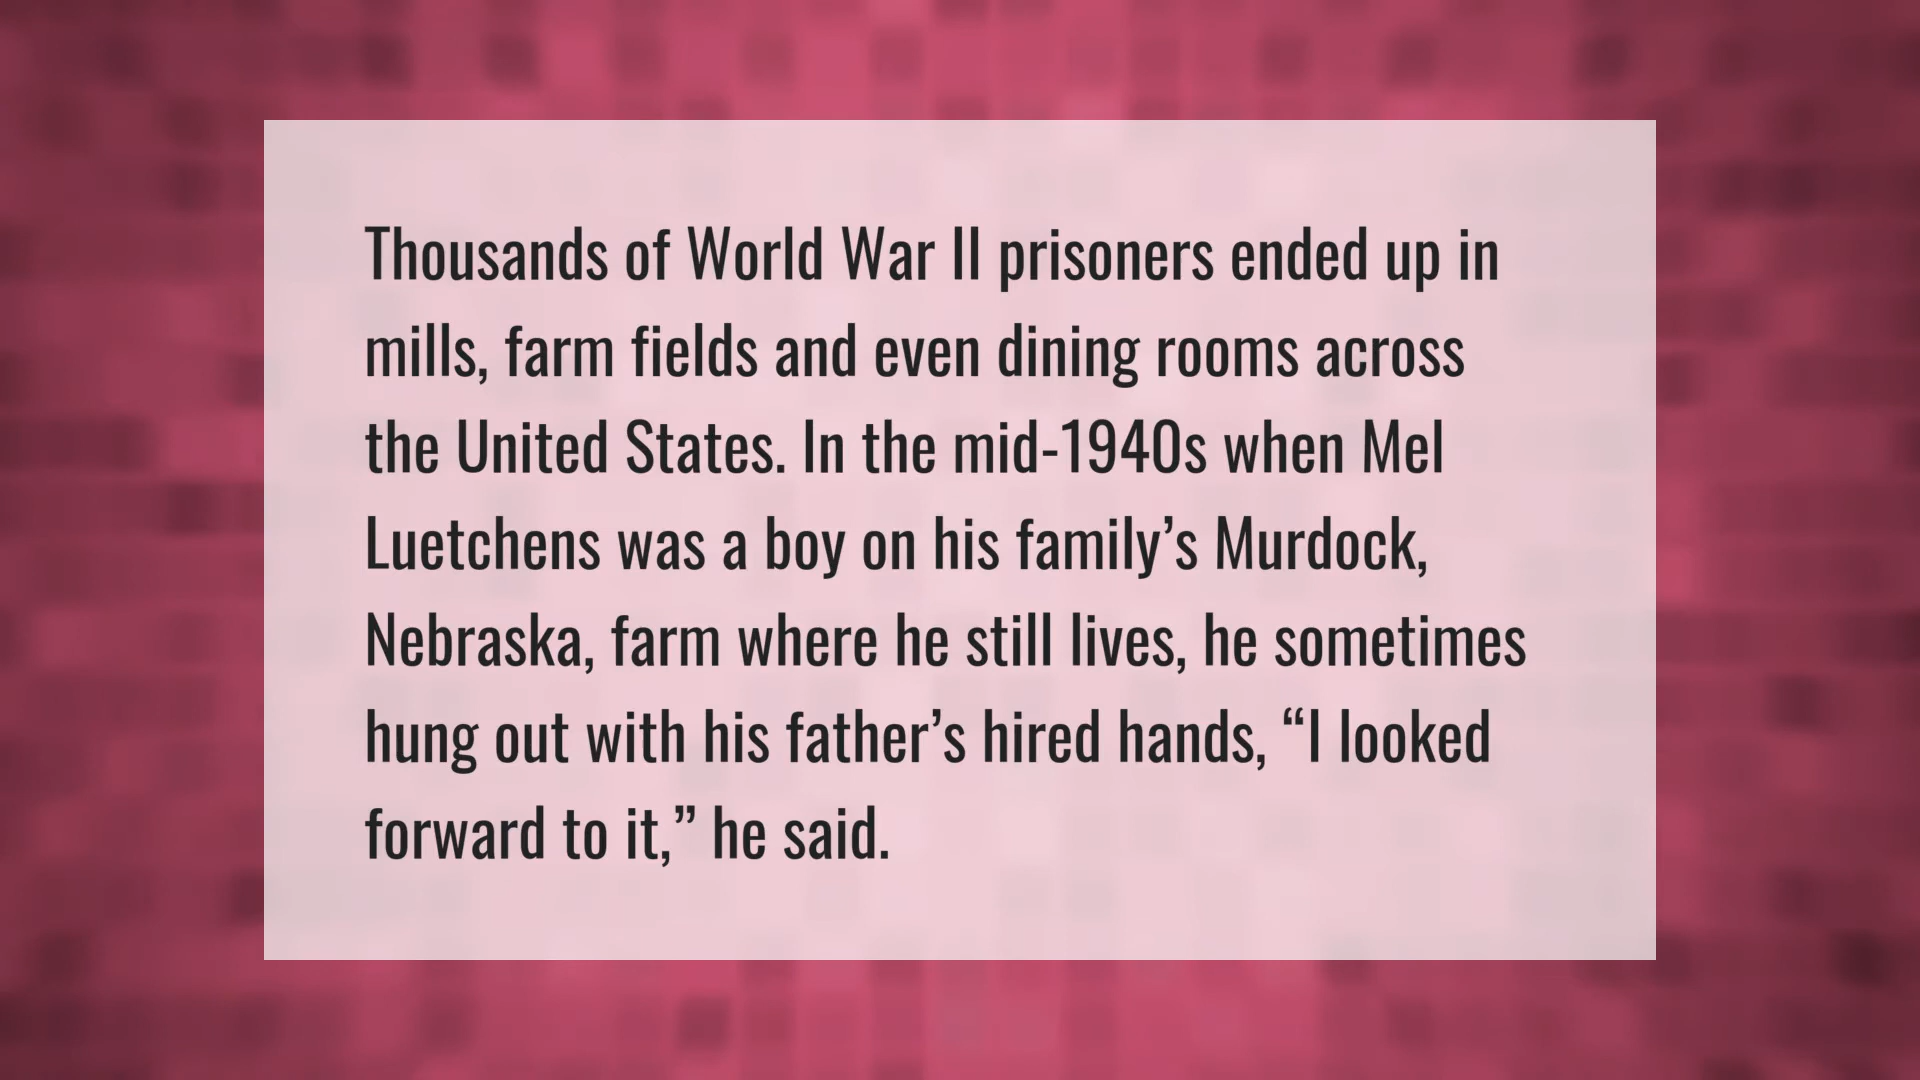 Thousands of World War II prisoners ended up in
mills, farm fields and even dining rooms across
the United States. In the mid-1940s when Mel
Luetchens was a boy on his family’s Murdock,
Nebraska, farm where he still lives, he sometimes
hung out with his father’s hired hands, “I looked
forward to it,” he said.